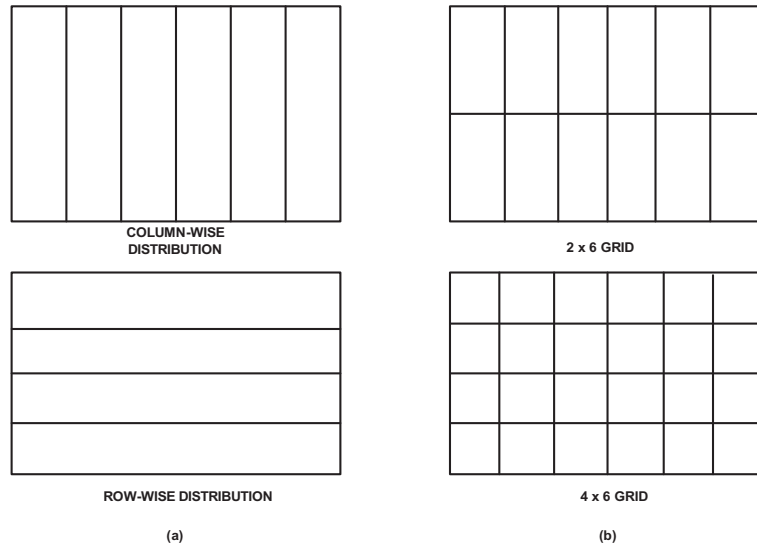 COLUMN-WISE
DISTRIBUTION
2 x 6 GRID
ROW-WISE DISTRIBUTION
4 x 6 GRID
(a)
(b)